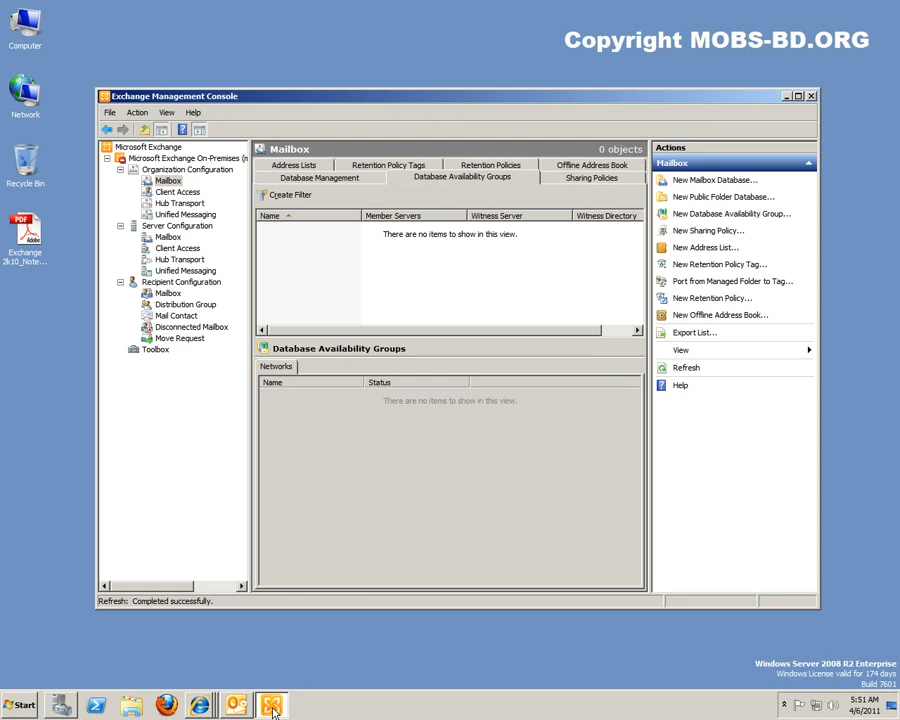 Computer
Copyright MOBS-BD.ORG
Network
Recycle Bin
PDF
Adobe
Exchange
2k10_Note...
Exchange Management Console
File Action View Help
Microsoft Exchange
Microsoft Exchange On-Premises (n
Organization Configuration
Mailbox
Client Access
Hub Transport
Unified Messaging
Server Configuration
Mailbox
Client Access
Hub Transport
Unified Messaging
Recipient Configuration
Mailbox
Distribution Group
Mail Contact
Disconnected Mailbox
Move Request
Toolbox
Mailbox 0 objects
Address Lists Retention Policy Tags Retention Policies Offline Address Book
Database Management Database Availability Groups Sharing Policies
Create Filter
Name Member Servers Witness Server Witness Directory
There are no items to show in this view.
Database Availability Groups
Networks
Name Status
There are no items to show in this view.
Actions
Mailbox
New Mailbox Database...
New Public Folder Database...
New Database Availability Group...
New Sharing Policy...
New Address List...
New Retention Policy Tag...
Port from Managed Folder to Tag...
New Retention Policy...
New Offline Address Book...
Export List...
View
Refresh
Help
Refresh: Completed successfully.
Windows Server 2008 R2 Enterprise
Windows License valid for 174 days
Build 7601
Start
5:51 AM
4/6/2011